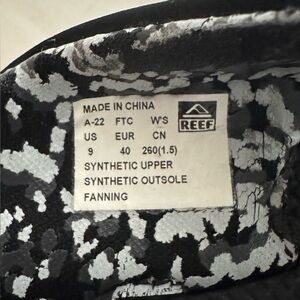 MADE IN CHINA
A-22 FTC W'S
REEF
US EUR CN
9 40 260(1.5)
SYNTHETIC UPPER
SYNTHETIC OUTSOLE
FANNING